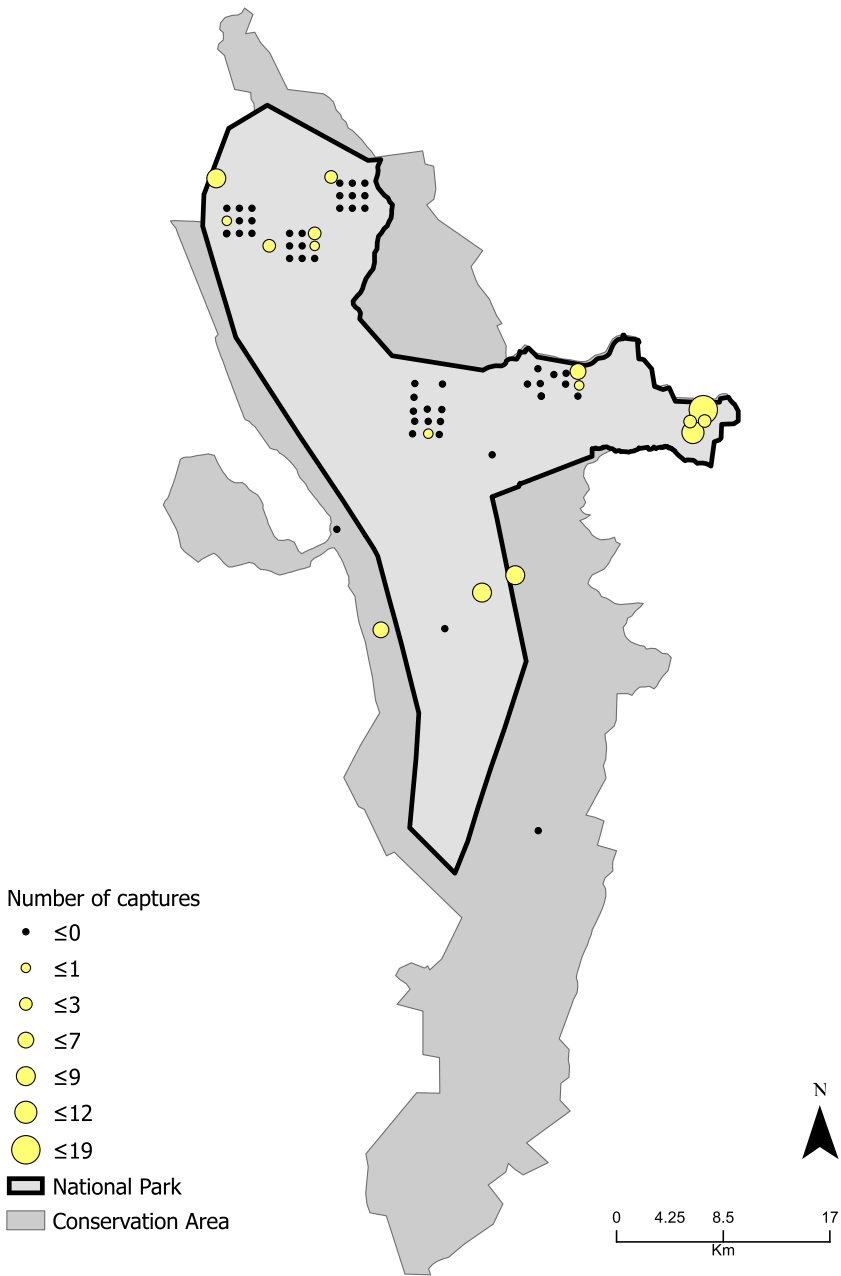 Number of captures
≤0
≤1
≤3
≤7
≤9
≤12
≤19
National Park
Conservation Area
N
0 4.25 8.5 17
Km